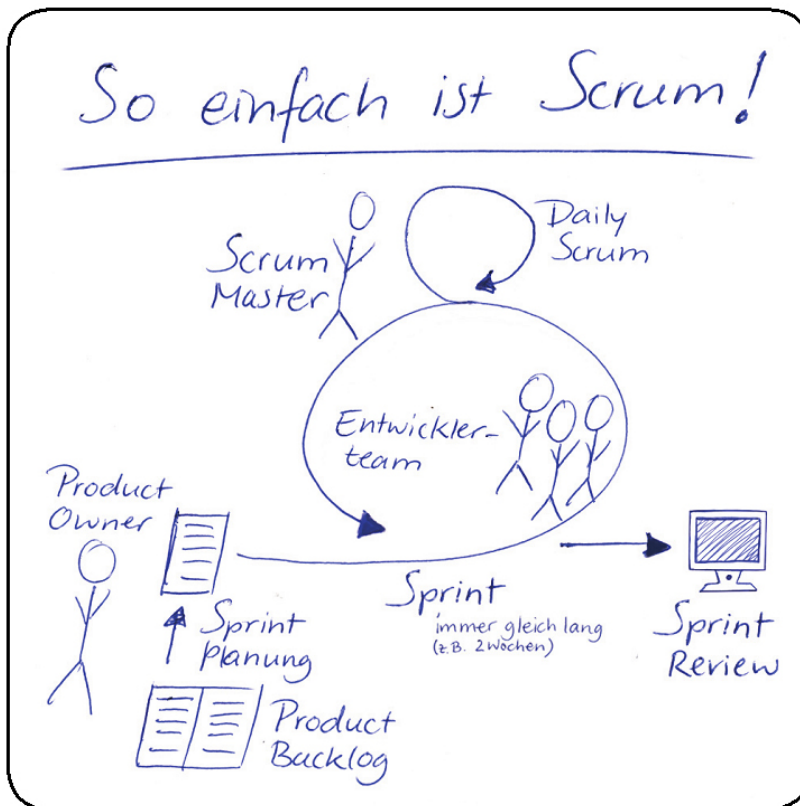 So einfach ist Scrum!
Daily
Scrum
Scrum
Master
Entwickler-
team
Product
Owner
Sprint
planung
Product
Backlog
Sprint
immer gleich lang
(z.B. 2 Wochen)
Sprint
Review